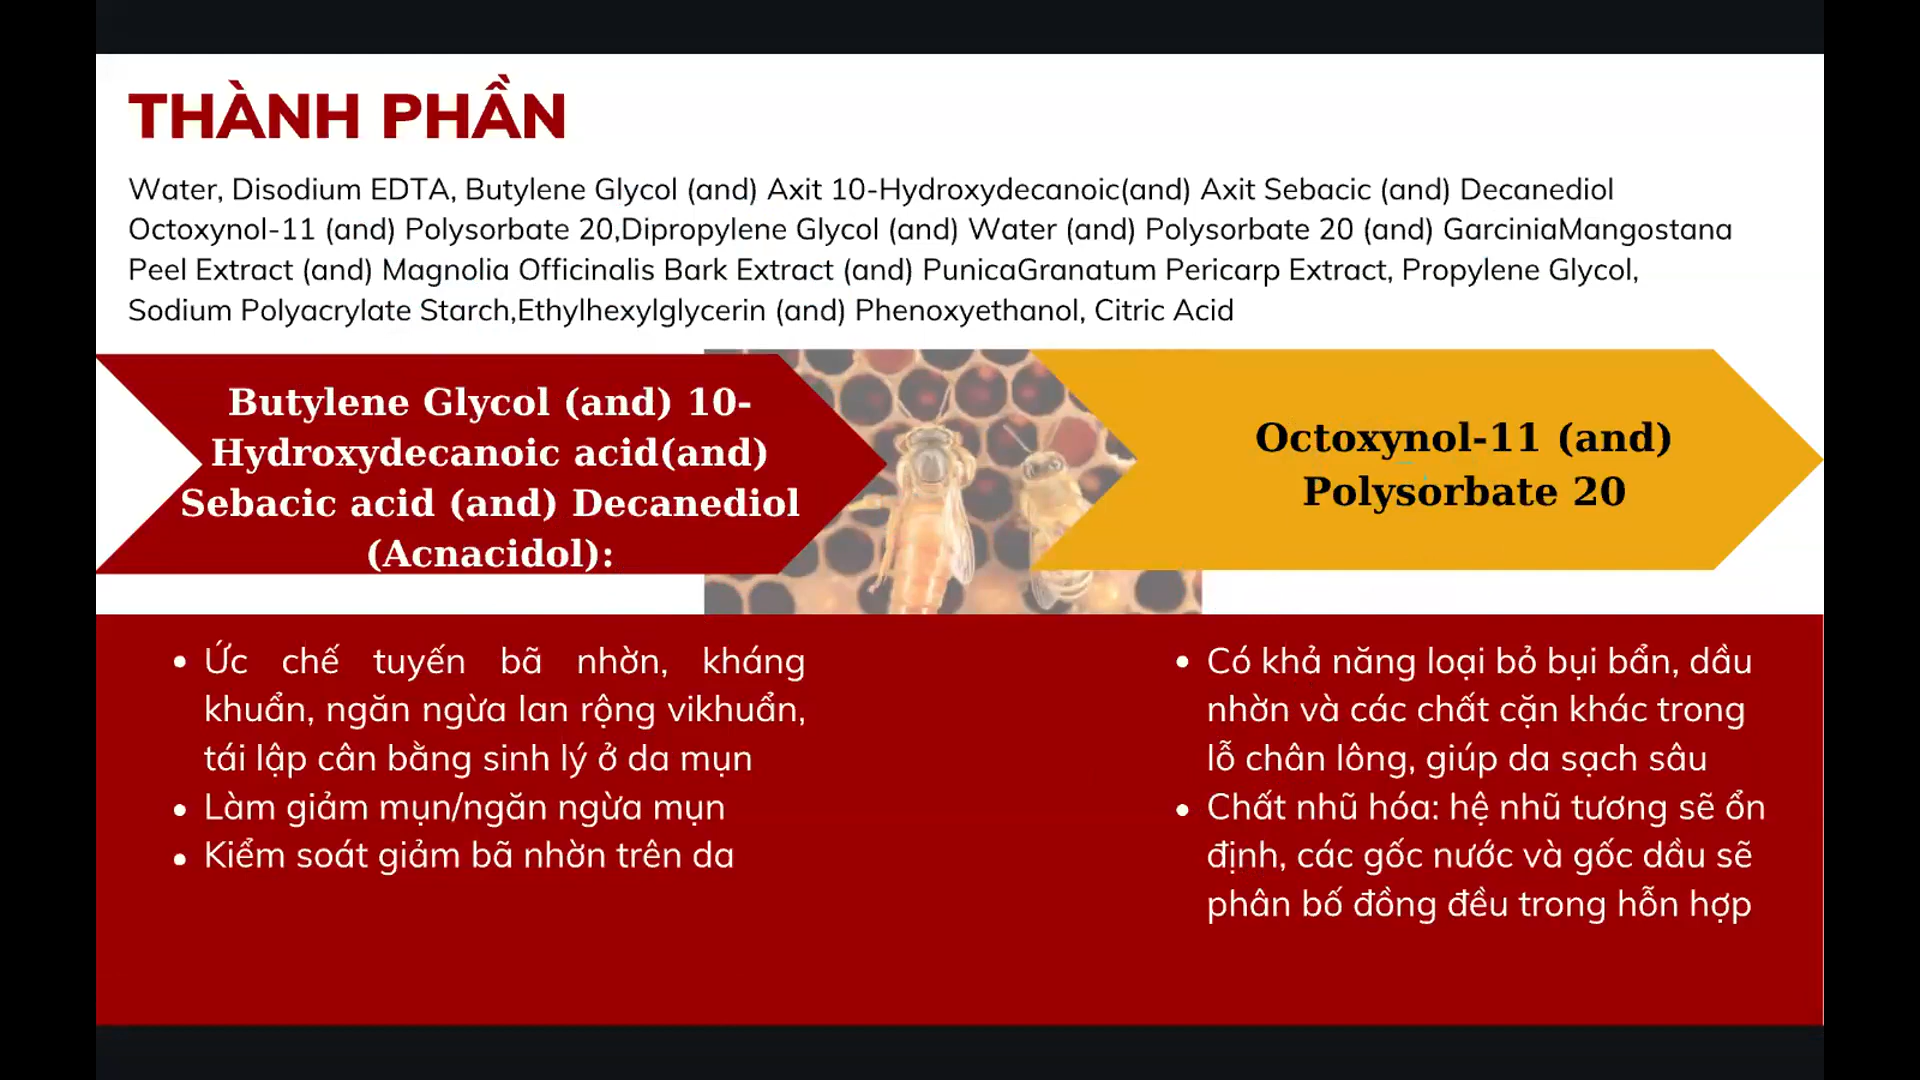 THÀNH PHẦN
Water, Disodium EDTA, Butylene Glycol (and) Axit 10-Hydroxydecanoic(and) Axit Sebacic (and) Decanediol
Octoxynol-11 (and) Polysorbate 20,Dipropylene Glycol (and) Water (and) Polysorbate 20 (and) GarciniaMangostana
Peel Extract (and) Magnolia Officinalis Bark Extract (and) PunicaGranatum Pericarp Extract, Propylene Glycol,
Sodium Polyacrylate Starch,Ethylhexylglycerin (and) Phenoxyethanol, Citric Acid
Butylene Glycol (and) 10-
Hydroxydecanoic acid(and)
Sebacic acid (and) Decanediol
(Acnacidol):
Octoxynol-11 (and)
Polysorbate 20
• Ức chế tuyến bã nhờn, kháng
khuẩn, ngăn ngừa lan rộng vikhuẩn,
tái lập cân bằng sinh lý ở da mụn
• Làm giảm mụn/ngăn ngừa mụn
• Kiểm soát giảm bã nhờn trên da
• Có khả năng loại bỏ bụi bẩn, dầu
nhờn và các chất cặn khác trong
lỗ chân lông, giúp da sạch sâu
• Chất nhũ hóa: hệ nhũ tương sẽ ổn
định, các gốc nước và gốc dầu sẽ
phân bố đồng đều trong hỗn hợp